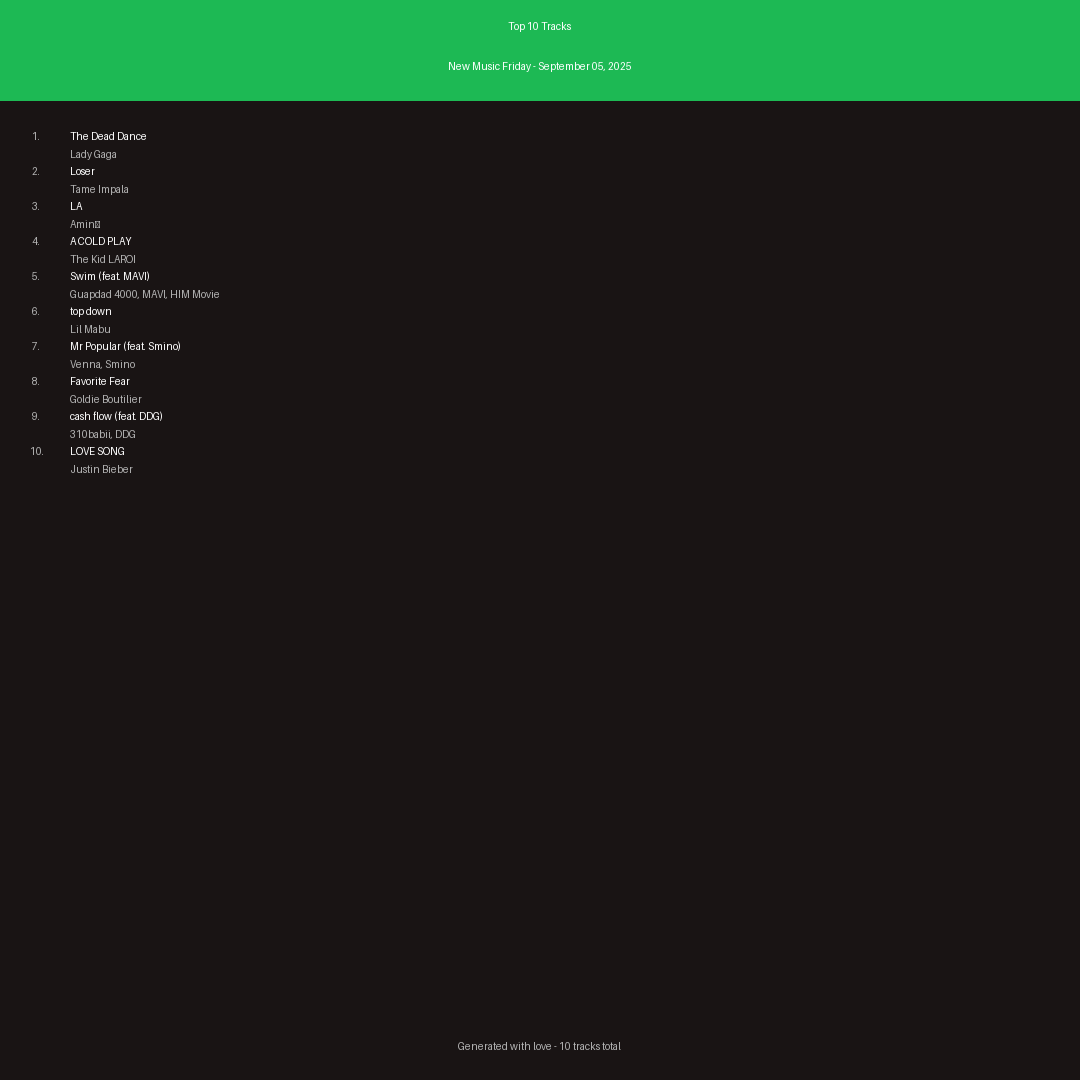 Top 10 Tracks
New Music Friday - September 05, 2025
1. The Dead Dance
Lady Gaga
2. Loser
Tame Impala
3. LA
Amin
4. A COLD PLAY
The Kid LAROI
5. Swim (feat. MAVI)
Guapdad 4000, MAVI, HIM Movie
6. top down
Lil Mabu
7. Mr Popular (feat. Smino)
Venna, Smino
8. Favorite Fear
Goldie Boutilier
9. cash flow (feat. DDG)
310babii, DDG
10. LOVE SONG
Justin Bieber
Generated with love - 10 tracks total